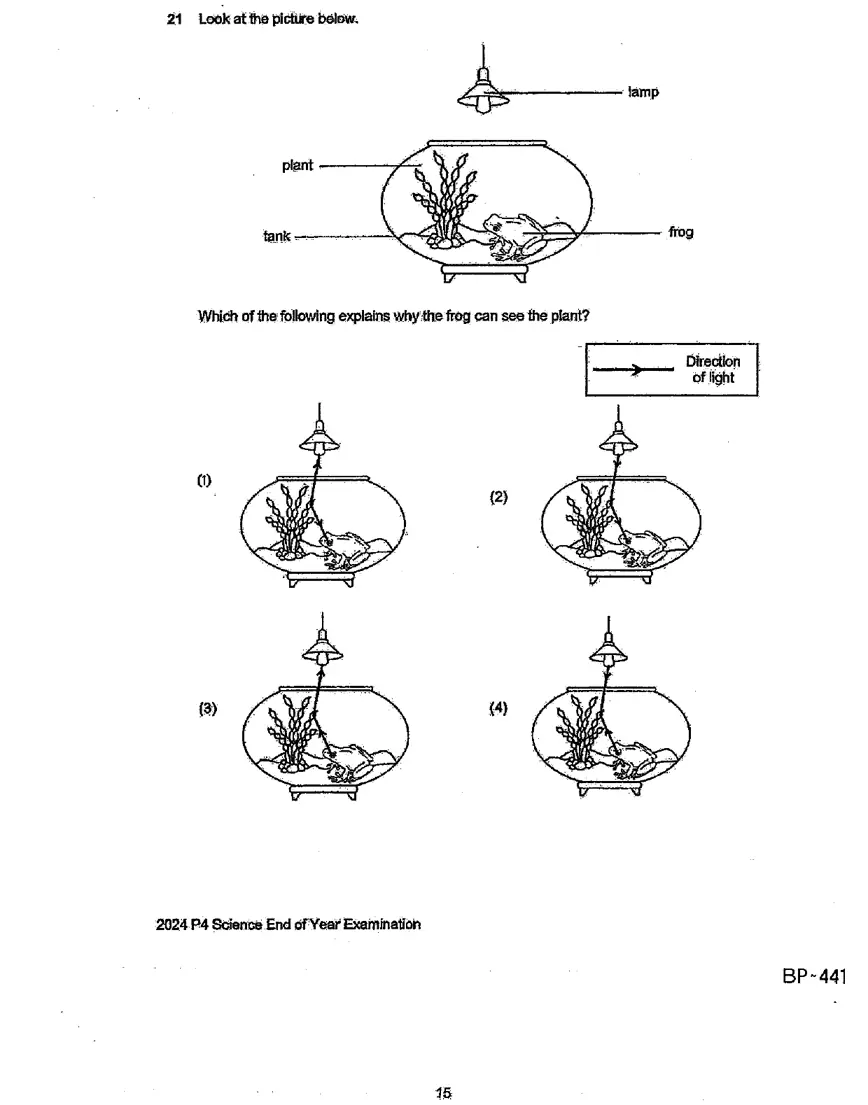 21 Look at the picture below.
lamp
plant
tank
frog
Which of the following explains why the frog can see the plant?
Direction
of light
(1)
(2)
(3)
(4)
2024 P4 Science End of Year Examination
BP-441
15